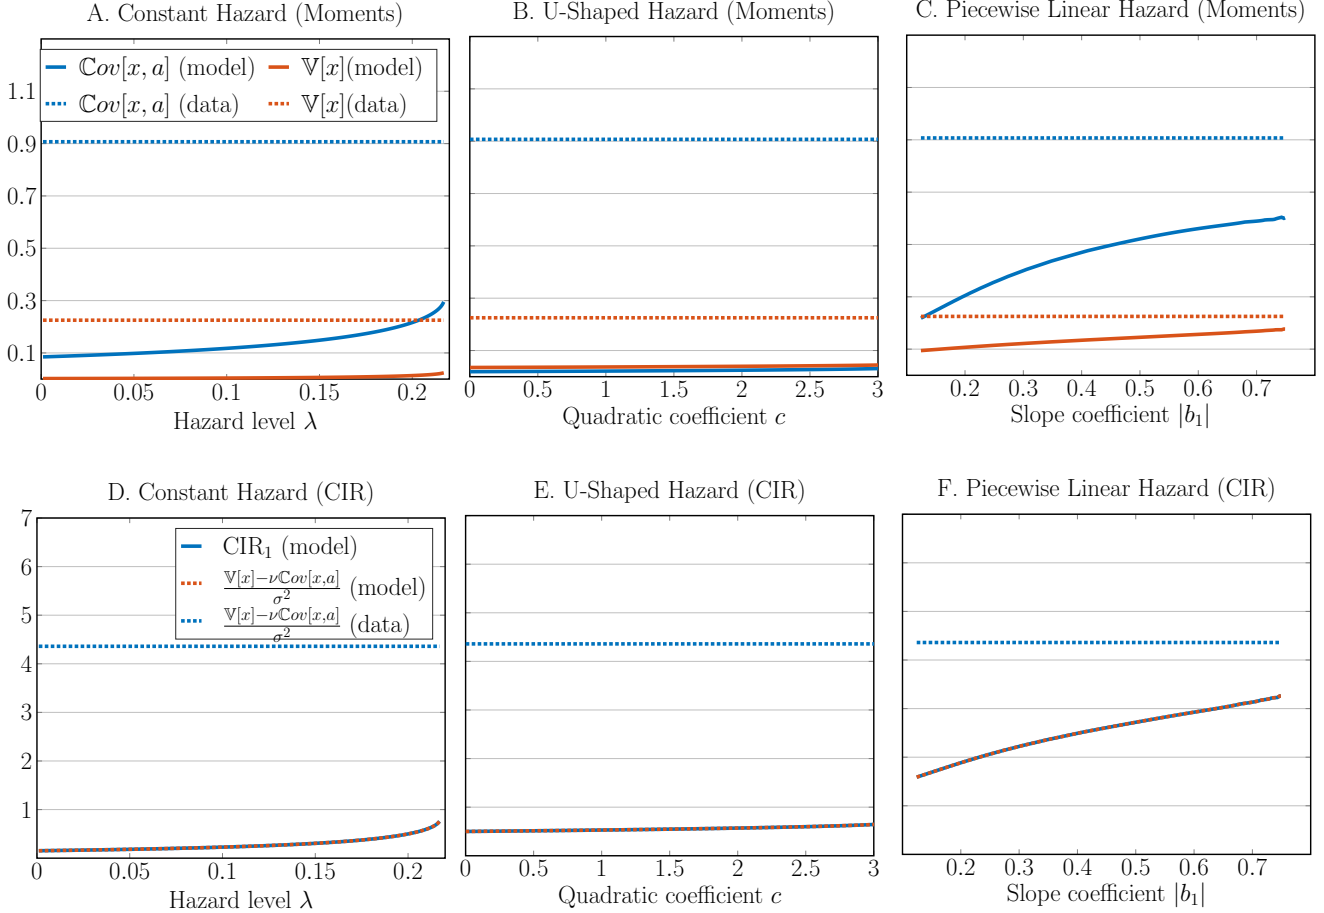 A. Constant Hazard (Moments)
B. U-Shaped Hazard (Moments)
C. Piecewise Linear Hazard (Moments)
ℂov[x, a] (model) 𝕍[x](model)
ℂov[x, a] (data) 𝕍[x](data)
1.1
0.9
0.7
0.5
0.3
0.1
0 0.05 0.1 0.15 0.2
Hazard level λ
0 0.5 1 1.5 2 2.5 3
Quadratic coefficient c
0.2 0.3 0.4 0.5 0.6 0.7
Slope coefficient |b₁|
D. Constant Hazard (CIR)
E. U-Shaped Hazard (CIR)
F. Piecewise Linear Hazard (CIR)
CIR₁ (model)
𝕍[x]−νℂov[x,a] / σ² (model)
𝕍[x]−νℂov[x,a] / σ² (data)
7
6
5
4
3
2
1
0 0.05 0.1 0.15 0.2
Hazard level λ
0 0.5 1 1.5 2 2.5 3
Quadratic coefficient c
0.2 0.3 0.4 0.5 0.6 0.7
Slope coefficient |b₁|